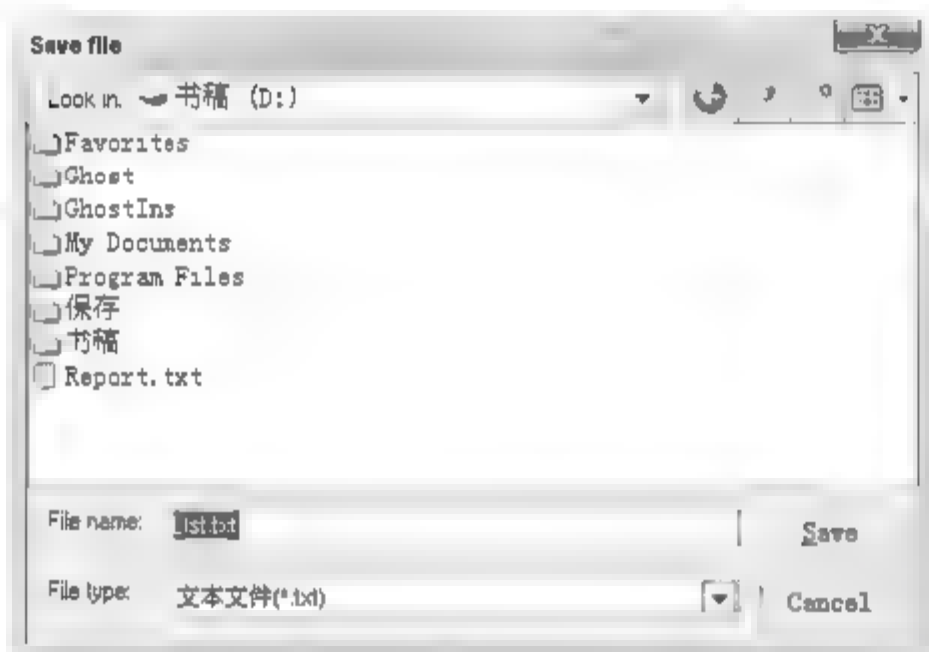 Save file
Look in: 书稿 (D:)
Favorites
Ghost
GhostIns
My Documents
Program Files
保存
书稿
Report.txt
File name: List.txt
Save
File type: 文本文件(*.txt)
Cancel